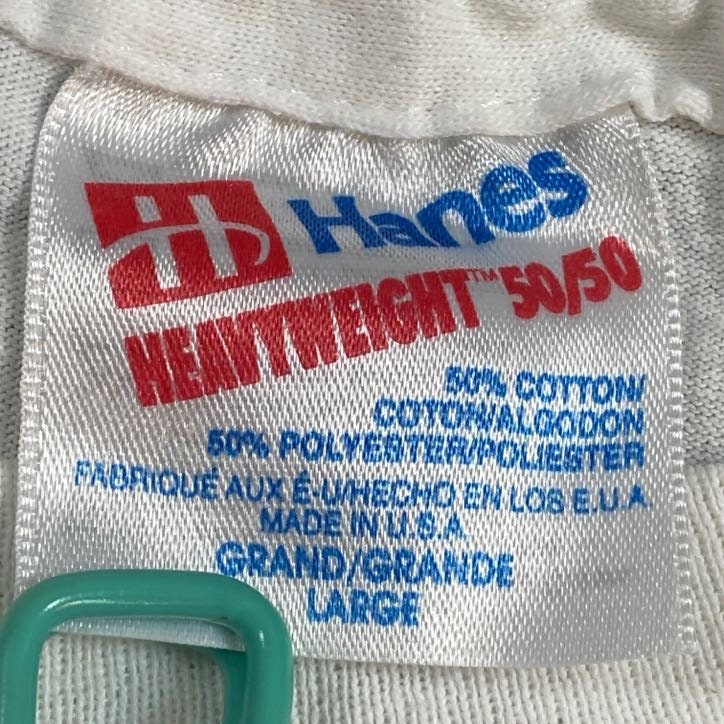 H Hanes
HEAVYWEIGHT™ 50/50
50% COTTON/
COTON/ALGODON
50% POLYESTER/POLIESTER
FABRIQUÉ AUX É-U/HECHO EN LOS E.U.A.
MADE IN U.S.A.
GRAND/GRANDE
LARGE